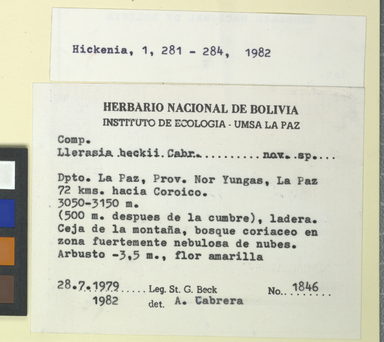 Hickenia, 1, 281 - 284, 1982
HERBARIO NACIONAL DE BOLIVIA
INSTITUTO DE ECOLOGIA - UMSA LA PAZ
Comp.
Llerasia beckii Cabr.......... nov. sp....
Dpto. La Paz, Prov. Nor Yungas, La Paz
72 kms. hacia Coroico.
3050-3150 m.
(500 m. despues de la cumbre), ladera.
Ceja de la montaña, bosque coriaceo en
zona fuertemente nebulosa de nubes.
Arbusto -3,5 m., flor amarilla
28.7.1979..... Leg. St. G. Beck No..1846
1982 det. A. Cabrera